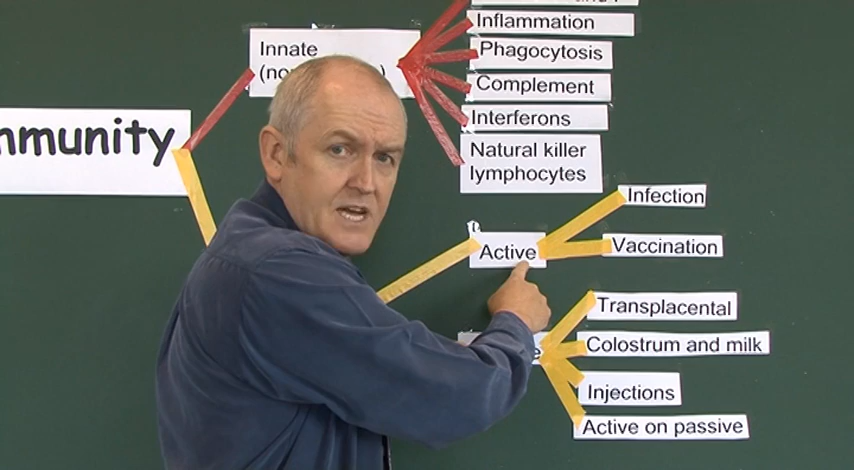 Inflammation
Innate
Phagocytosis
Complement
Interferons
mmunity
Natural killer
lymphocytes
Infection
Active
Vaccination
Transplacental
Colostrum and milk
Injections
Active on passive